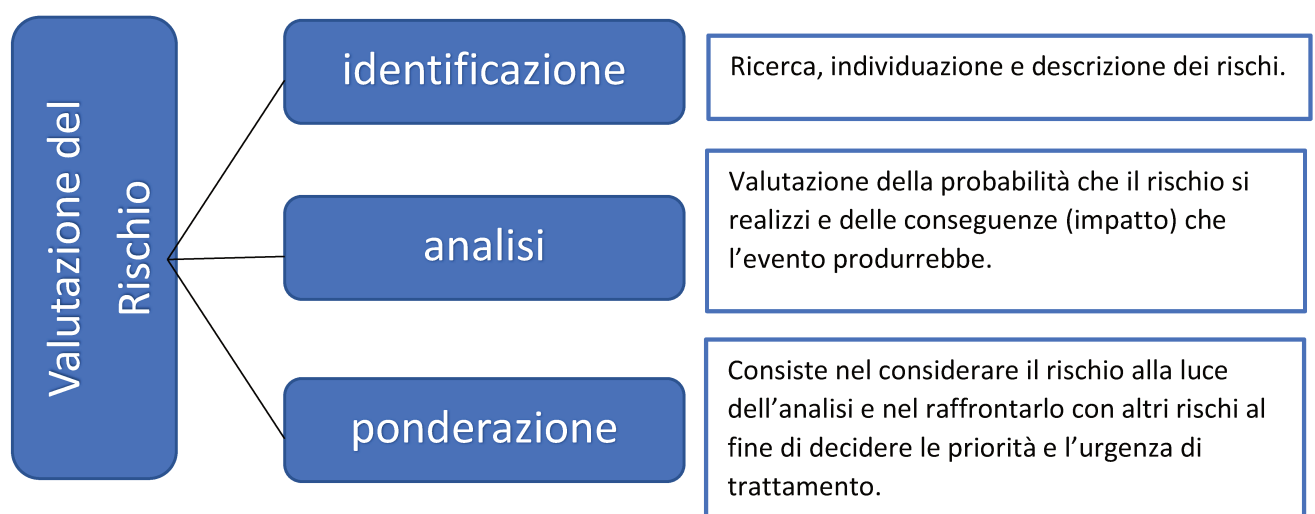 Valutazione del
Rischio
identificazione
Ricerca, individuazione e descrizione dei rischi.
analisi
Valutazione della probabilità che il rischio si
realizzi e delle conseguenze (impatto) che
l’evento produrrebbe.
ponderazione
Consiste nel considerare il rischio alla luce
dell’analisi e nel raffrontarlo con altri rischi al
fine di decidere le priorità e l’urgenza di
trattamento.